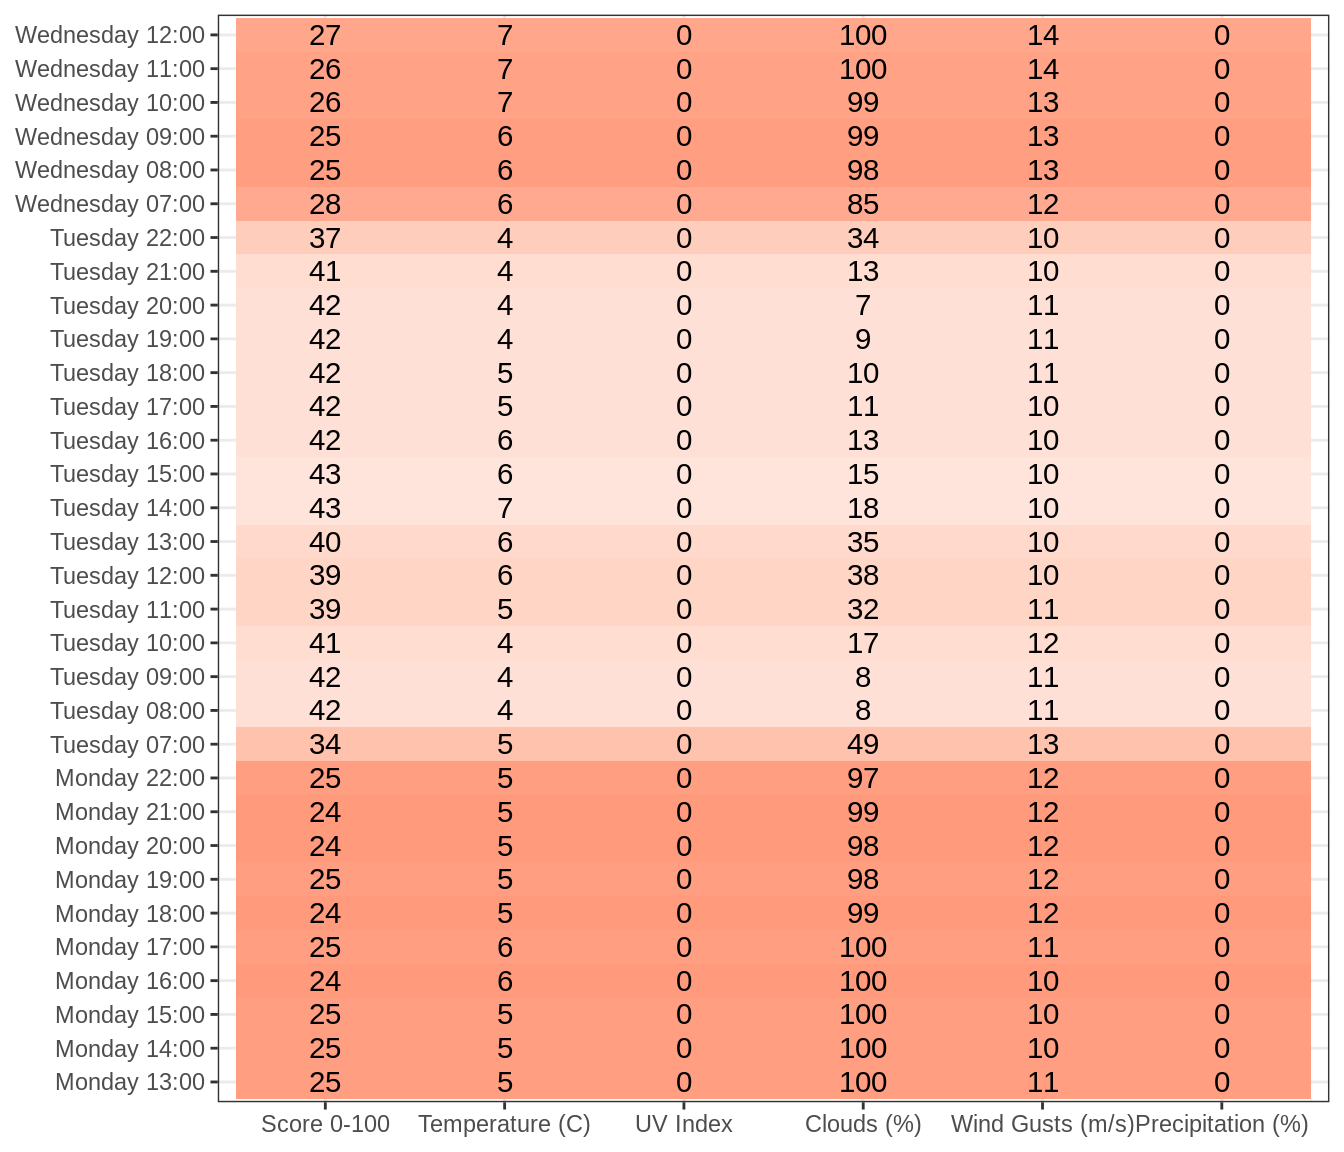 Wednesday 12:00 27 7 0 100 14 0
Wednesday 11:00 26 7 0 100 14 0
Wednesday 10:00 26 7 0 99 13 0
Wednesday 09:00 25 6 0 99 13 0
Wednesday 08:00 25 6 0 98 13 0
Wednesday 07:00 28 6 0 85 12 0
Tuesday 22:00 37 4 0 34 10 0
Tuesday 21:00 41 4 0 13 10 0
Tuesday 20:00 42 4 0 7 11 0
Tuesday 19:00 42 4 0 9 11 0
Tuesday 18:00 42 5 0 10 11 0
Tuesday 17:00 42 5 0 11 10 0
Tuesday 16:00 42 6 0 13 10 0
Tuesday 15:00 43 6 0 15 10 0
Tuesday 14:00 43 7 0 18 10 0
Tuesday 13:00 40 6 0 35 10 0
Tuesday 12:00 39 6 0 38 10 0
Tuesday 11:00 39 5 0 32 11 0
Tuesday 10:00 41 4 0 17 12 0
Tuesday 09:00 42 4 0 8 11 0
Tuesday 08:00 42 4 0 8 11 0
Tuesday 07:00 34 5 0 49 13 0
Monday 22:00 25 5 0 97 12 0
Monday 21:00 24 5 0 99 12 0
Monday 20:00 24 5 0 98 12 0
Monday 19:00 25 5 0 98 12 0
Monday 18:00 24 5 0 99 12 0
Monday 17:00 25 6 0 100 11 0
Monday 16:00 24 6 0 100 10 0
Monday 15:00 25 5 0 100 10 0
Monday 14:00 25 5 0 100 10 0
Monday 13:00 25 5 0 100 11 0
Score 0-100 Temperature (C) UV Index Clouds (%) Wind Gusts (m/s) Precipitation (%)